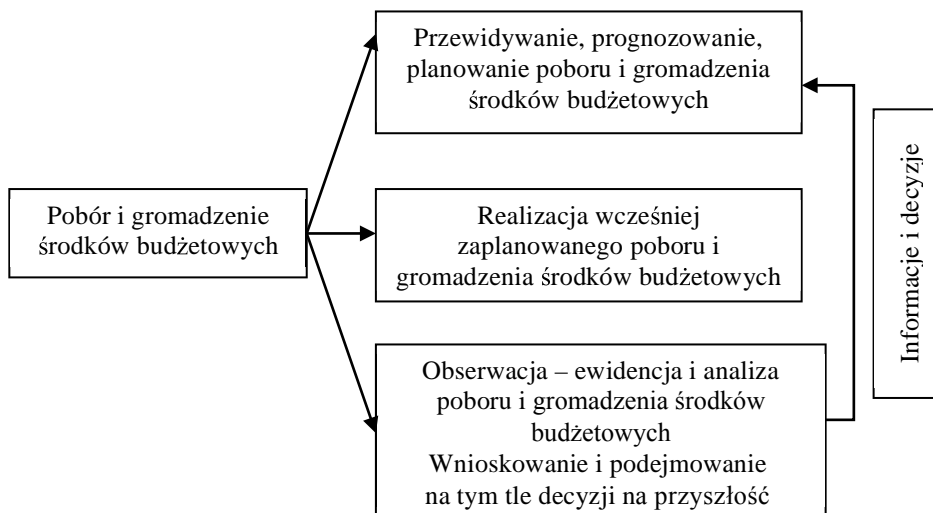 Przewidywanie, prognozowanie,
planowanie poboru i gromadzenia
środków budżetowych
Pobór i gromadzenie
środków budżetowych
Realizacja wcześniej
zaplanowanego poboru i
gromadzenia środków budżetowych
Obserwacja – ewidencja i analiza
poboru i gromadzenia środków
budżetowych
Wnioskowanie i podejmowanie
na tym tle decyzji na przyszłość
Informacje i decyzje